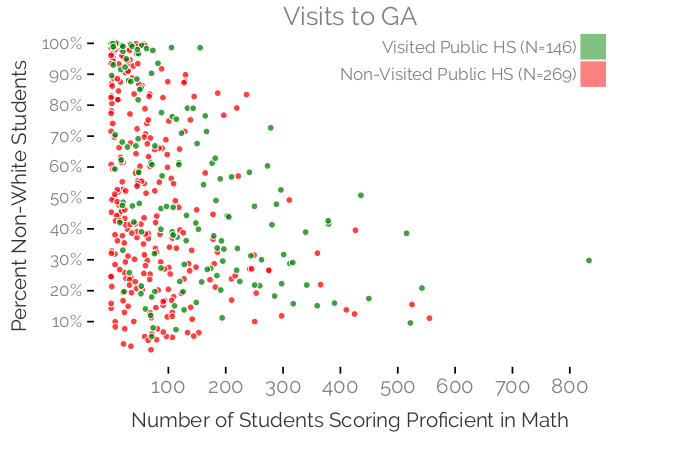 Visits to GA
Visited Public HS (N=146)
Non-Visited Public HS (N=269)
Percent Non-White Students
100%
90%
80%
70%
60%
50%
40%
30%
20%
10%
100 200 300 400 500 600 700 800
Number of Students Scoring Proficient in Math